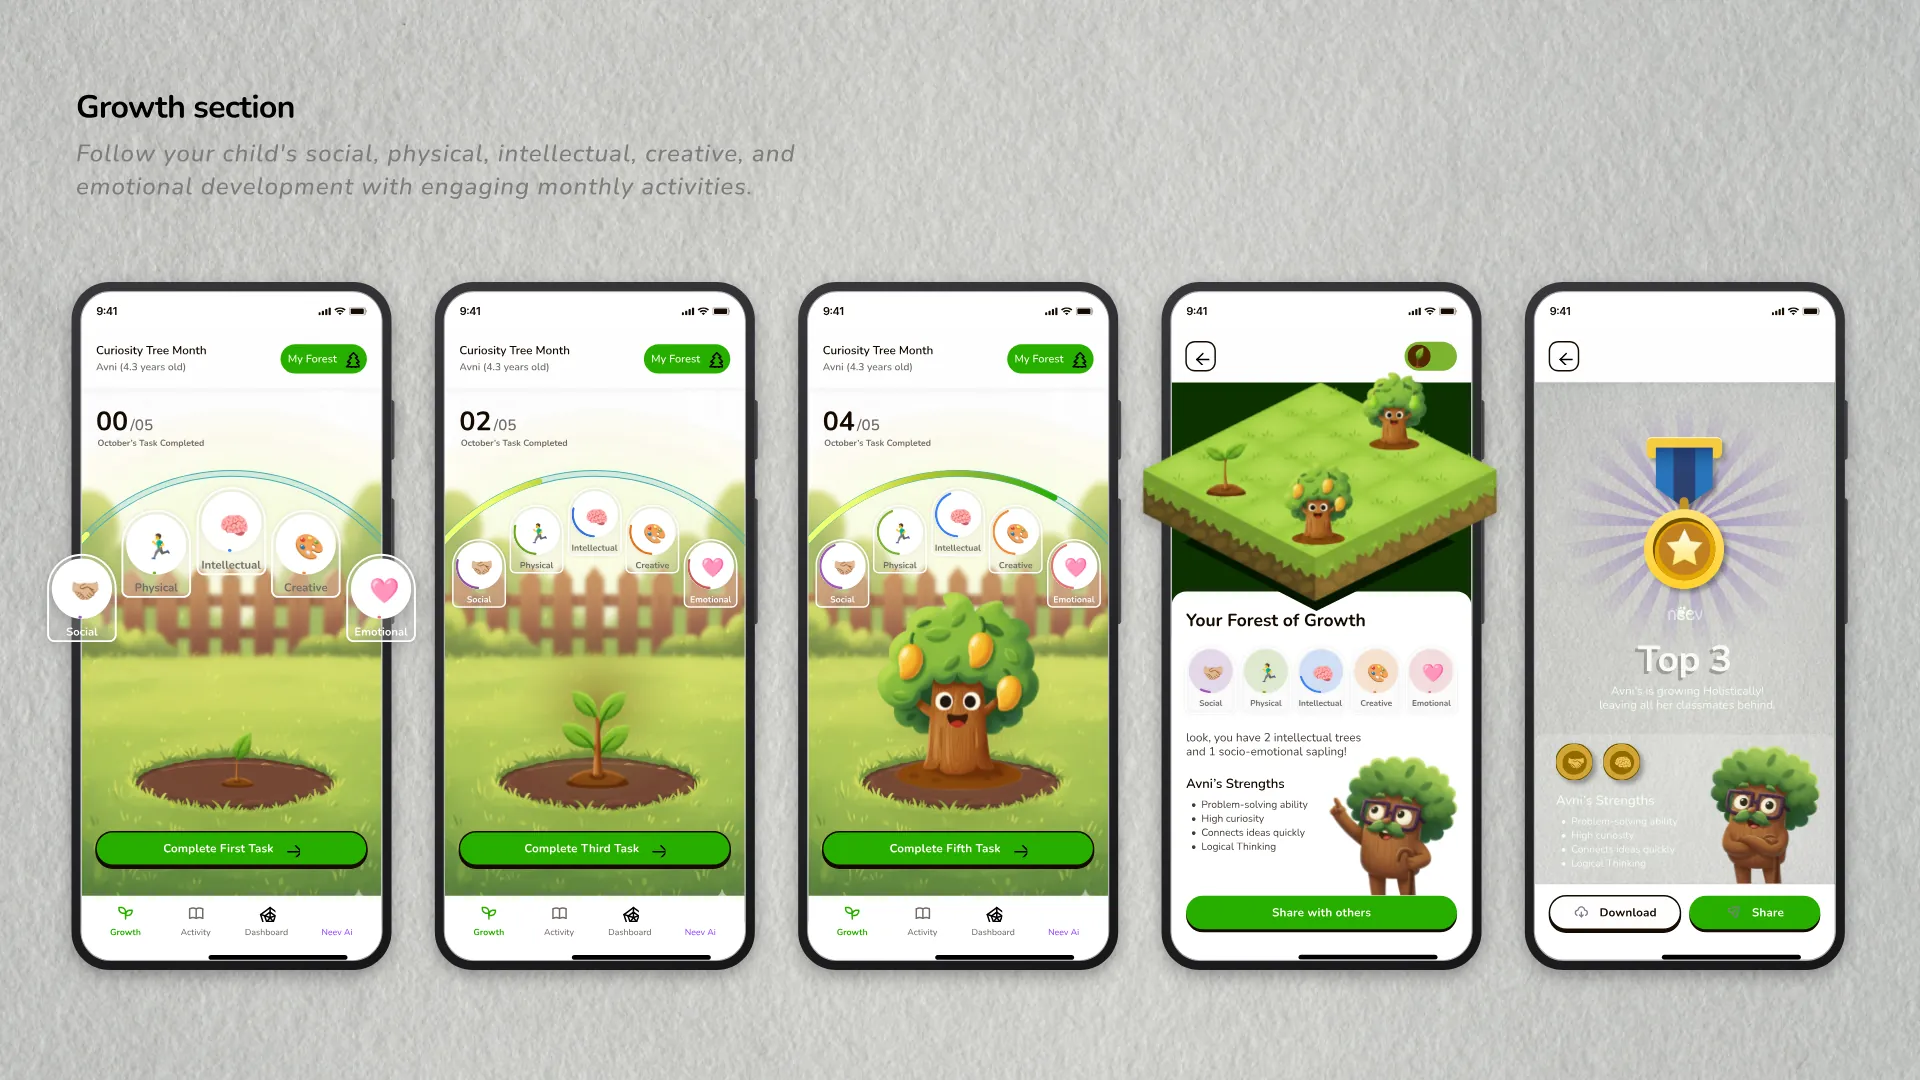 Growth section
Follow your child's social, physical, intellectual, creative, and
emotional development with engaging monthly activities.
9:41
Curiosity Tree Month
Avni (4.3 years old)
My Forest
00/05
October's Task Completed
Social
Physical
Intellectual
Creative
Emotional
Complete First Task
Growth
Activity
Dashboard
Neev Ai
9:41
Curiosity Tree Month
Avni (4.3 years old)
My Forest
02/05
October's Task Completed
Social
Physical
Intellectual
Creative
Emotional
Complete Third Task
Growth
Activity
Dashboard
Neev Ai
9:41
Curiosity Tree Month
Avni (4.3 years old)
My Forest
04/05
October's Task Completed
Social
Physical
Intellectual
Creative
Emotional
Complete Fifth Task
Growth
Activity
Dashboard
Neev Ai
9:41
Your Forest of Growth
Social
Physical
Intellectual
Creative
Emotional
look, you have 2 intellectual trees
and 1 socio-emotional sapling!
Avni's Strengths
• Problem-solving ability
• High curiosity
• Connects ideas quickly
• Logical Thinking
Share with others
9:41
neev
Top 3
Avni's is growing Holistically!
leaving all her classmates behind.
Avni's Strengths
• Problem-solving ability
• High curiosity
• Connects ideas quickly
• Logical Thinking
Download
Share